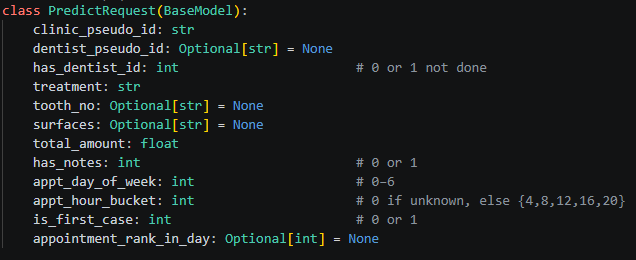 class PredictRequest(BaseModel):
    clinic_pseudo_id: str
    dentist_pseudo_id: Optional[str] = None
    has_dentist_id: int                         # 0 or 1 not done
    treatment: str
    tooth_no: Optional[str] = None
    surfaces: Optional[str] = None
    total_amount: float
    has_notes: int                              # 0 or 1
    appt_day_of_week: int                       # 0–6
    appt_hour_bucket: int                       # 0 if unknown, else {4,8,12,16,20}
    is_first_case: int                          # 0 or 1
    appointment_rank_in_day: Optional[int] = None